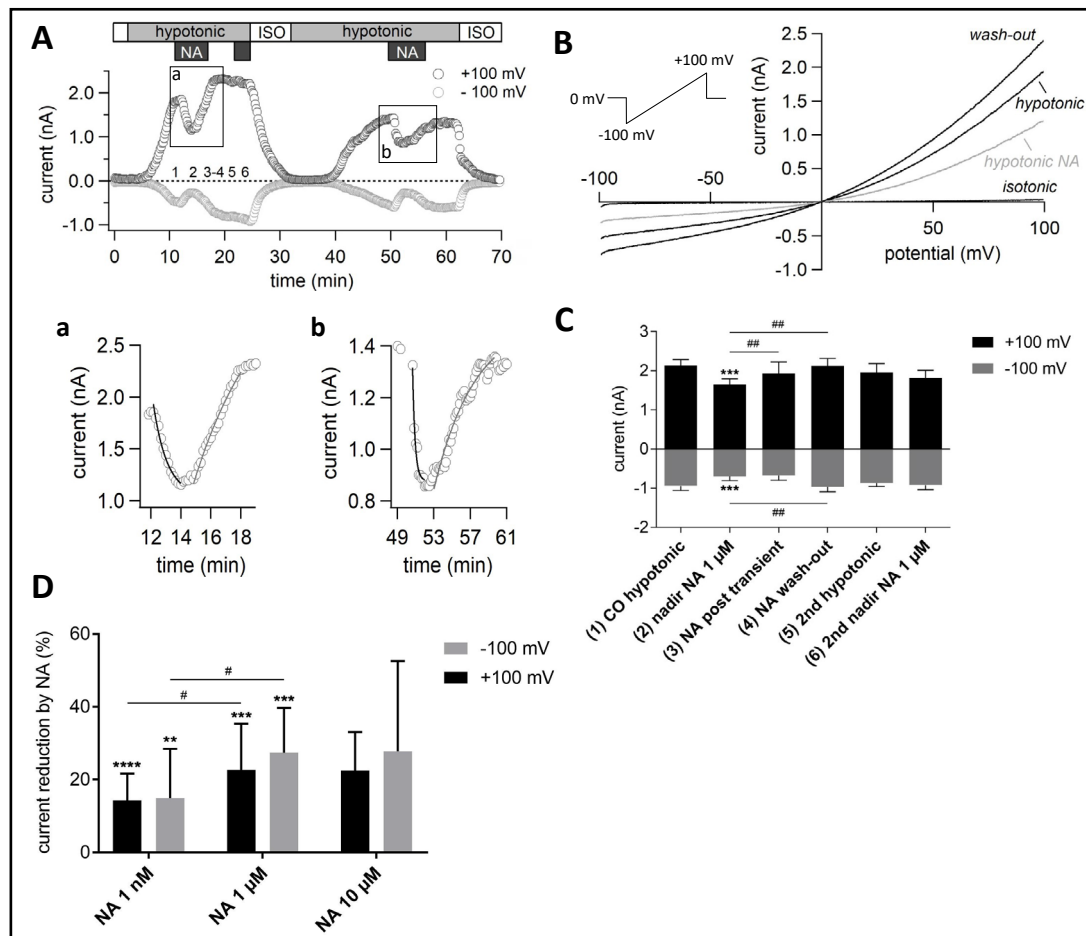 A
hypotonic ISO hypotonic ISO
NA NA
a
b
+100 mV
- 100 mV
current (nA)
2.0
1.0
0.0
-1.0
1 2 3-4 5 6
0 10 20 30 40 50 60 70
time (min)
B
+100 mV
0 mV
-100 mV
current (nA)
2.5
2.0
1.5
1.0
0.5
-0.5
-1.0
-100 -50
50 100
potential (mV)
wash-out
hypotonic
hypotonic NA
isotonic
a
current (nA)
2.5
2.0
1.5
1.0
12 14 16 18
time (min)
b
current (nA)
1.4
1.2
1.0
0.8
49 53 57 61
time (min)
C
##
##
***
***
##
+100 mV
-100 mV
current (nA)
3
2
1
0
-1
-2
(1) CO hypotonic
(2) nadir NA 1 µM
(3) NA post transient
(4) NA wash-out
(5) 2nd hypotonic
(6) 2nd nadir NA 1 µM
D
current reduction by NA (%)
60
40
20
0
-100 mV
+100 mV
#
#
****
**
***
***
NA 1 nM
NA 1 µM
NA 10 µM